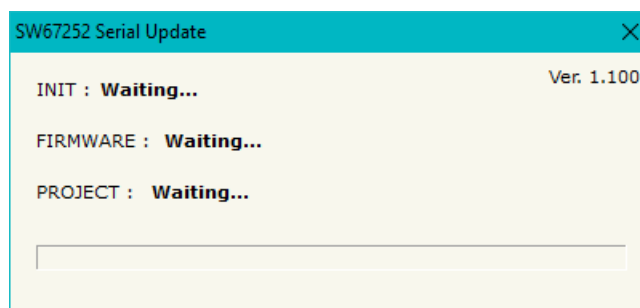 SW67252 Serial Update
Ver. 1.100
INIT : Waiting...
FIRMWARE : Waiting...
PROJECT : Waiting...